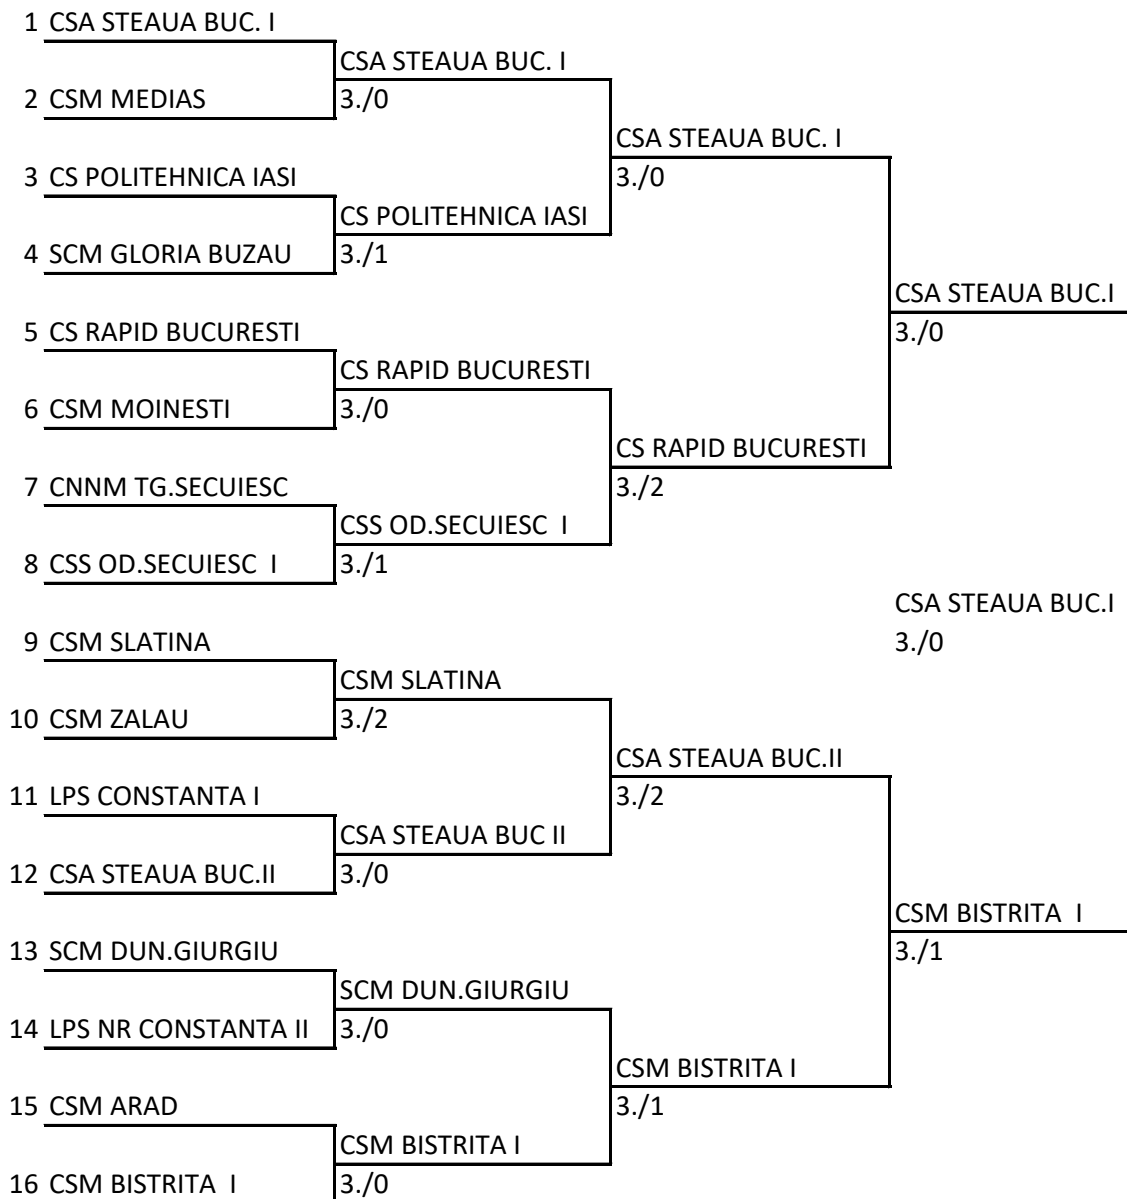 1 CSA STEAUA BUC. I
CSA STEAUA BUC. I
2 CSM MEDIAS 3./0
CSA STEAUA BUC. I
3 CS POLITEHNICA IASI 3./0
CS POLITEHNICA IASI
4 SCM GLORIA BUZAU 3./1
CSA STEAUA BUC.I
5 CS RAPID BUCURESTI 3./0
CS RAPID BUCURESTI
6 CSM MOINESTI 3./0
CS RAPID BUCURESTI
7 CNNM TG.SECUIESC 3./2
CSS OD.SECUIESC I
8 CSS OD.SECUIESC I 3./1
CSA STEAUA BUC.I
9 CSM SLATINA 3./0
CSM SLATINA
10 CSM ZALAU 3./2
CSA STEAUA BUC.II
11 LPS CONSTANTA I 3./2
CSA STEAUA BUC II
12 CSA STEAUA BUC.II 3./0
CSM BISTRITA I
13 SCM DUN.GIURGIU 3./1
SCM DUN.GIURGIU
14 LPS NR CONSTANTA II 3./0
CSM BISTRITA I
15 CSM ARAD 3./1
CSM BISTRITA I
16 CSM BISTRITA I 3./0